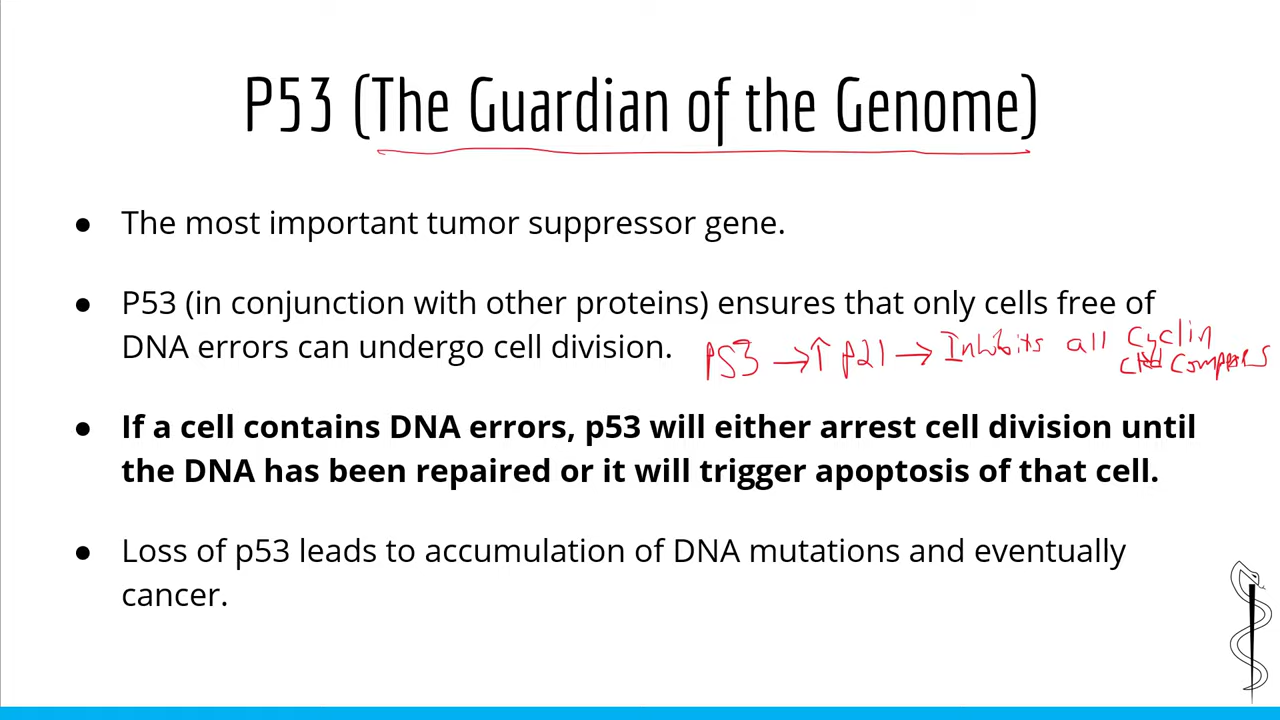 P53 (The Guardian of the Genome)
● The most important tumor suppressor gene.
● P53 (in conjunction with other proteins) ensures that only cells free of
DNA errors can undergo cell division.
P53 → ↑ p21 → Inhibits all Cyclin
● If a cell contains DNA errors, p53 will either arrest cell division until
the DNA has been repaired or it will trigger apoptosis of that cell.
● Loss of p53 leads to accumulation of DNA mutations and eventually
cancer.